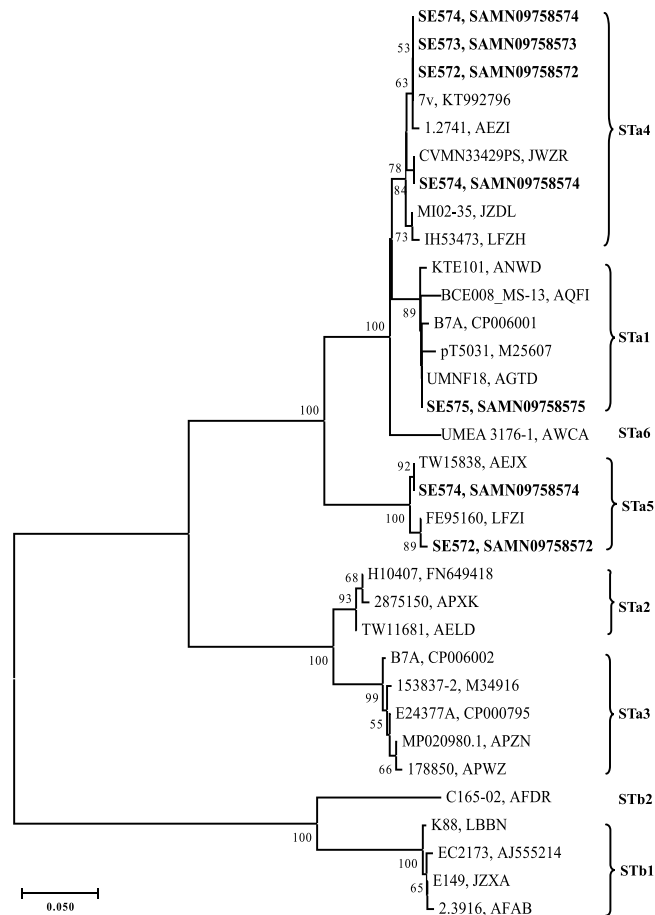 SE574, SAMN09758574
53
SE573, SAMN09758573
SE572, SAMN09758572
63
7v, KT992796
1.2741, AEZI
STa4
CVMN33429PS, JWZR
78
SE574, SAMN09758574
84
MI02-35, JZDL
73
IH53473, LFZH
KTE101, ANWD
BCE008_MS-13, AQFI
89
B7A, CP006001
100
STa1
pT5031, M25607
UMNF18, AGTD
SE575, SAMN09758575
100
UMEA 3176-1, AWCA
STa6
TW15838, AEJX
92
SE574, SAMN09758574
STa5
100
FE95160, LFZI
89
SE572, SAMN09758572
H10407, FN649418
68
93
2875150, APXK
STa2
TW11681, AELD
100
B7A, CP006002
99
153837-2, M34916
E24377A, CP000795
STa3
55
MP020980.1, APZN
66
178850, APWZ
C165-02, AFDR
STb2
100
K88, LBBN
EC2173, AJ555214
100
STb1
E149, JZXA
65
2.3916, AFAB
0.050